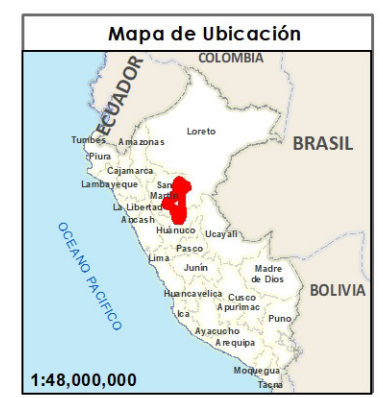 Mapa de Ubicación
COLOMBIA
ECUADOR
Loreto
Tumbes
Amazonas
BRASIL
Piura
Cajamarca
Lambayeque
San
Martín
La Libertad
Ancash
Huánuco
Ucayali
Pasco
OCEANO PACIFICO
Lima
Junín
Madre
de Dios
Huancavelica
Cusco
BOLIVIA
Apurímac
Ica
Puno
Ayacucho
Arequipa
Moquegua
Tacna
1:48,000,000